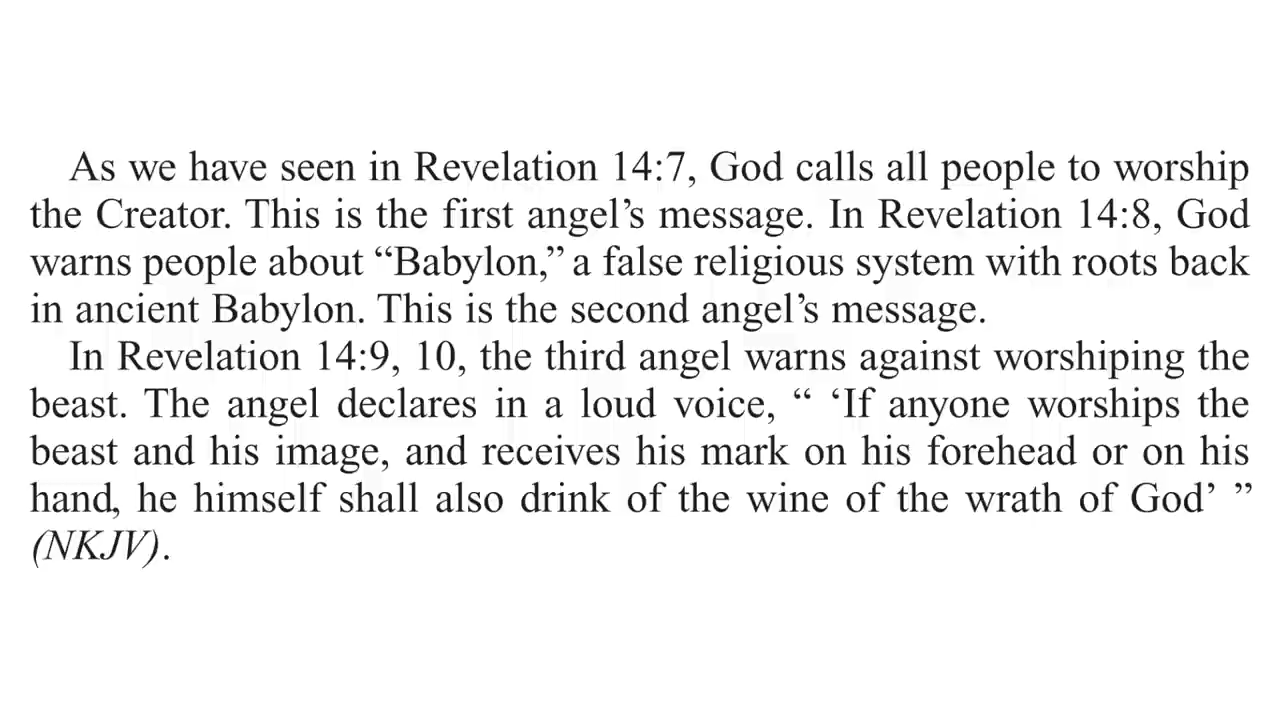 As we have seen in Revelation 14:7, God calls all people to worship
the Creator. This is the first angel’s message. In Revelation 14:8, God
warns people about “Babylon,” a false religious system with roots back
in ancient Babylon. This is the second angel’s message.
In Revelation 14:9, 10, the third angel warns against worshiping the
beast. The angel declares in a loud voice, “ ‘If anyone worships the
beast and his image, and receives his mark on his forehead or on his
hand, he himself shall also drink of the wine of the wrath of God’ ”
(NKJV).